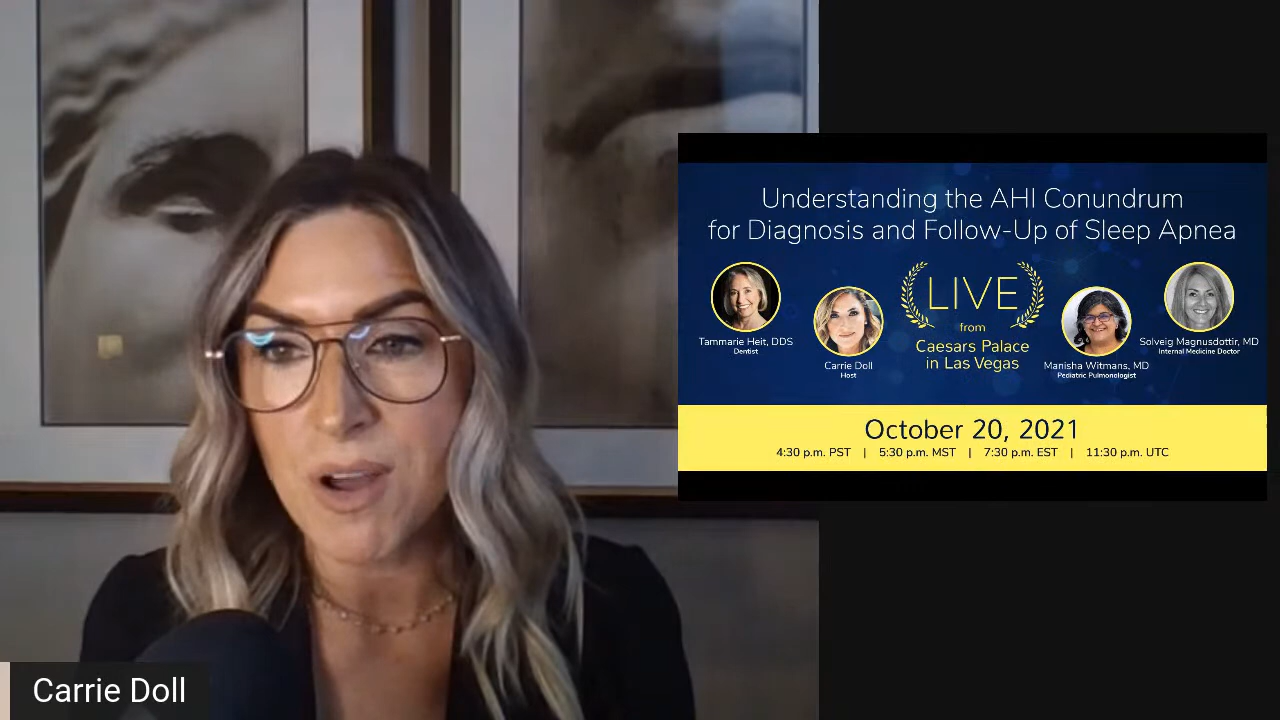 Understanding the AHI Conundrum
for Diagnosis and Follow-Up of Sleep Apnea
LIVE
from
Caesars Palace
in Las Vegas
Tammarie Heit, DDS
Dentist
Carrie Doll
Host
Manisha Witmans, MD
Pediatric Pulmonologist
Solveig Magnusdottir, MD
Internal Medicine Doctor
October 20, 2021
4:30 p.m. PST | 5:30 p.m. MST | 7:30 p.m. EST | 11:30 p.m. UTC
Carrie Doll